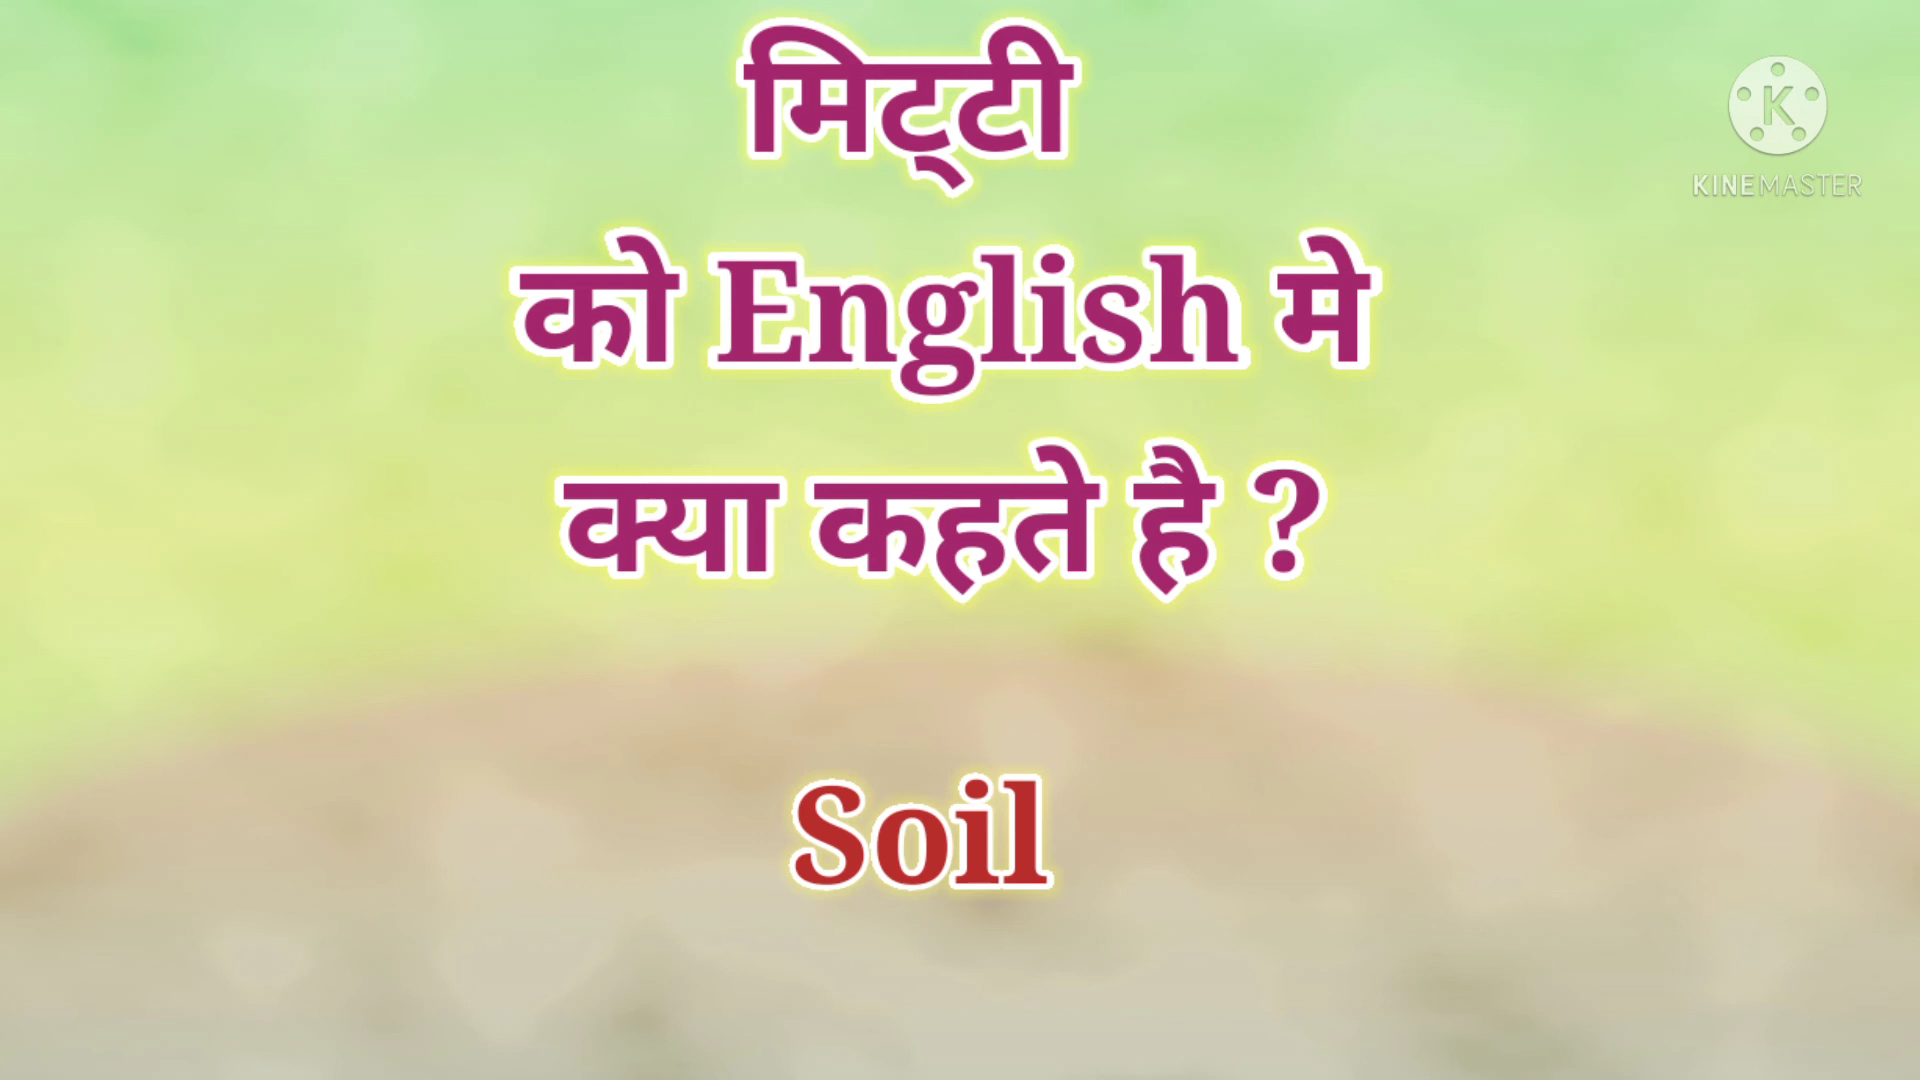 मिट्टी
को English मे
क्या कहते है ?
Soil
K
KINEMASTER